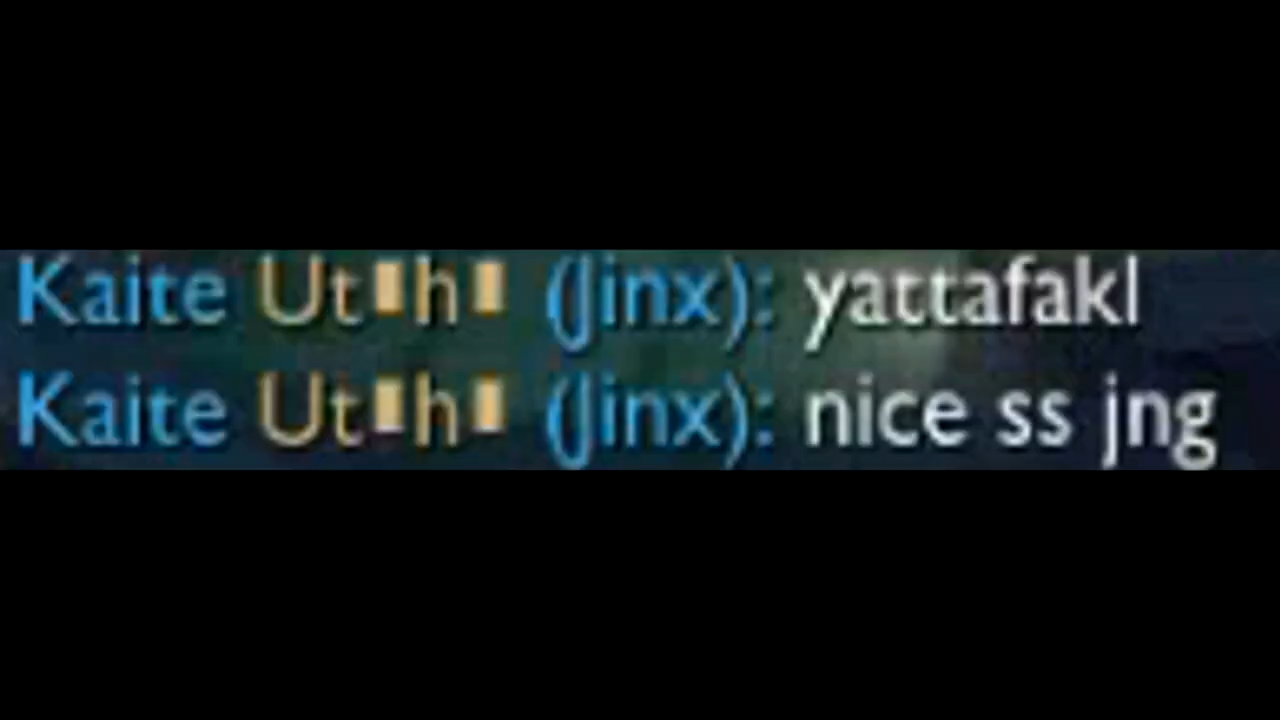 Kaite Ut▮h▮ (Jinx): yattafakl
Kaite Ut▮h▮ (Jinx): nice ss jng